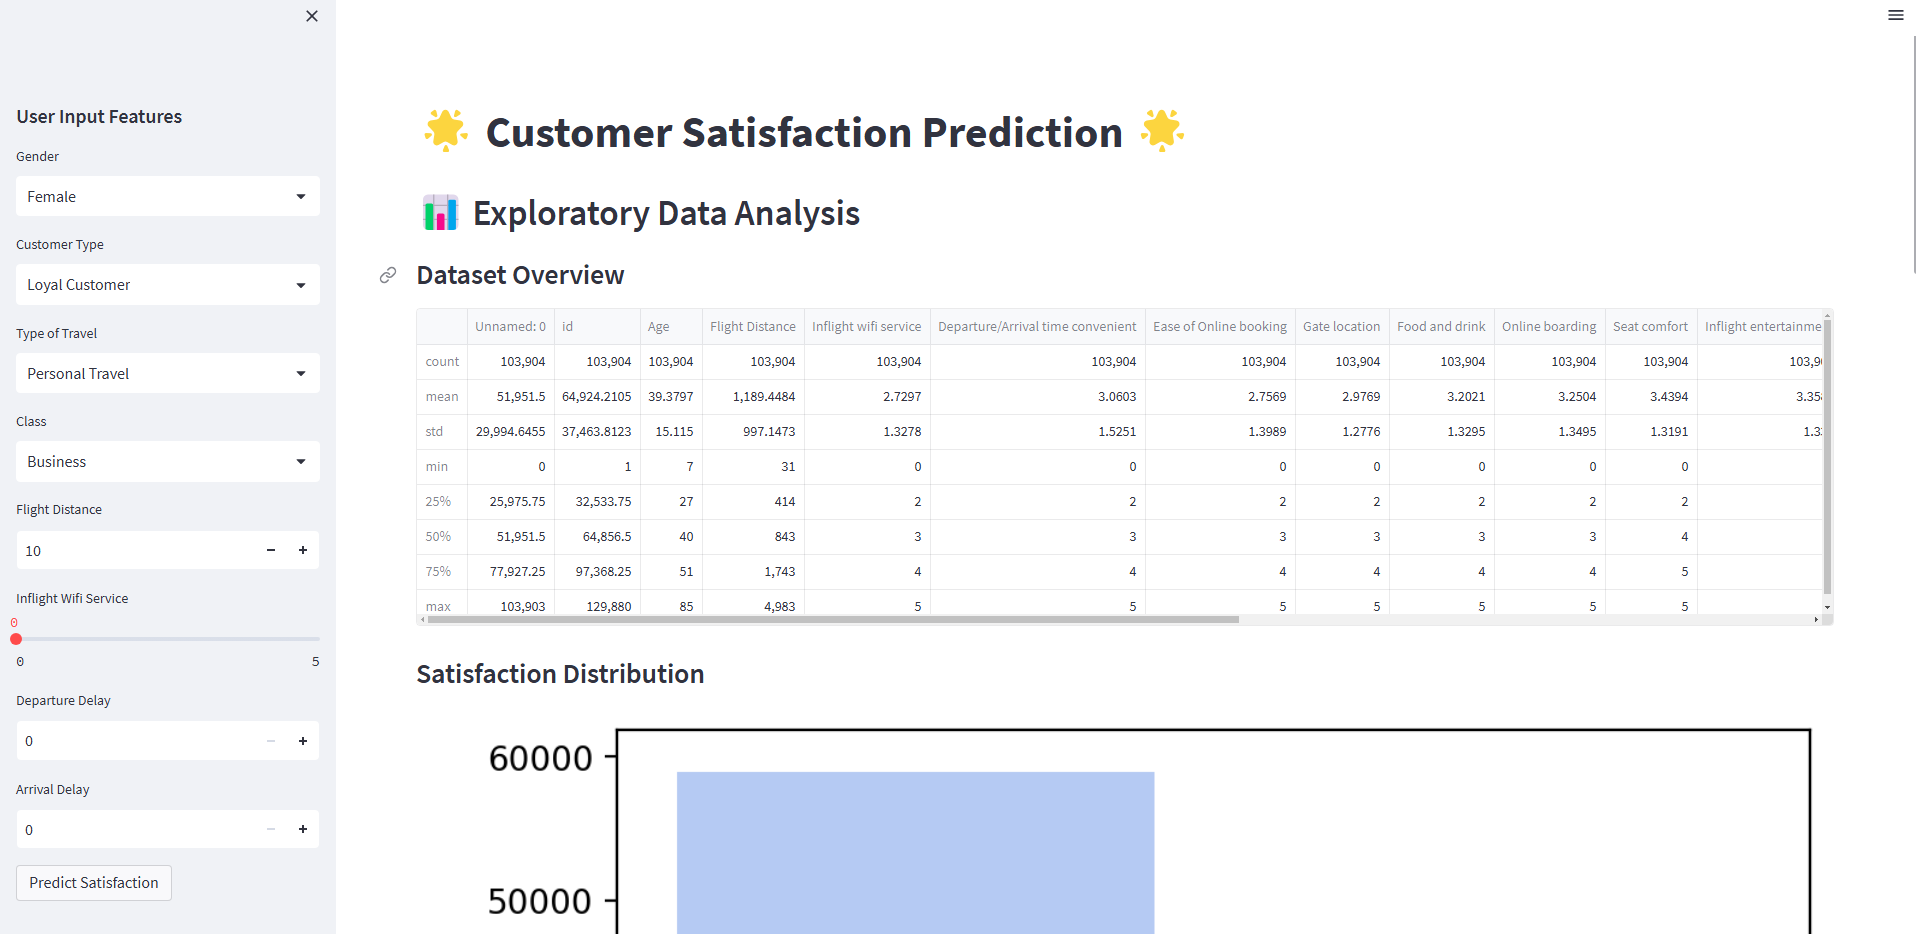 User Input Features
Gender
Female
Customer Type
Loyal Customer
Type of Travel
Personal Travel
Class
Business
Flight Distance
10
Inflight Wifi Service
0
0 5
Departure Delay
0
Arrival Delay
0
Predict Satisfaction
Customer Satisfaction Prediction
Exploratory Data Analysis
Dataset Overview
Unnamed: 0 id Age Flight Distance Inflight wifi service Departure/Arrival time convenient Ease of Online booking Gate location Food and drink Online boarding Seat comfort Inflight entertainme
count 103,904 103,904 103,904 103,904 103,904 103,904 103,904 103,904 103,904 103,904 103,904 103,9
mean 51,951.5 64,924.2105 39.3797 1,189.4484 2.7297 3.0603 2.7569 2.9769 3.2021 3.2504 3.4394 3.35
std 29,994.6455 37,463.8123 15.115 997.1473 1.3278 1.5251 1.3989 1.2776 1.3295 1.3495 1.3191 1.3
min 0 1 7 31 0 0 0 0 0 0 0
25% 25,975.75 32,533.75 27 414 2 2 2 2 2 2 2
50% 51,951.5 64,856.5 40 843 3 3 3 3 3 3 4
75% 77,927.25 97,368.25 51 1,743 4 4 4 4 4 4 5
max 103,903 129,880 85 4,983 5 5 5 5 5 5 5
Satisfaction Distribution
60000
50000